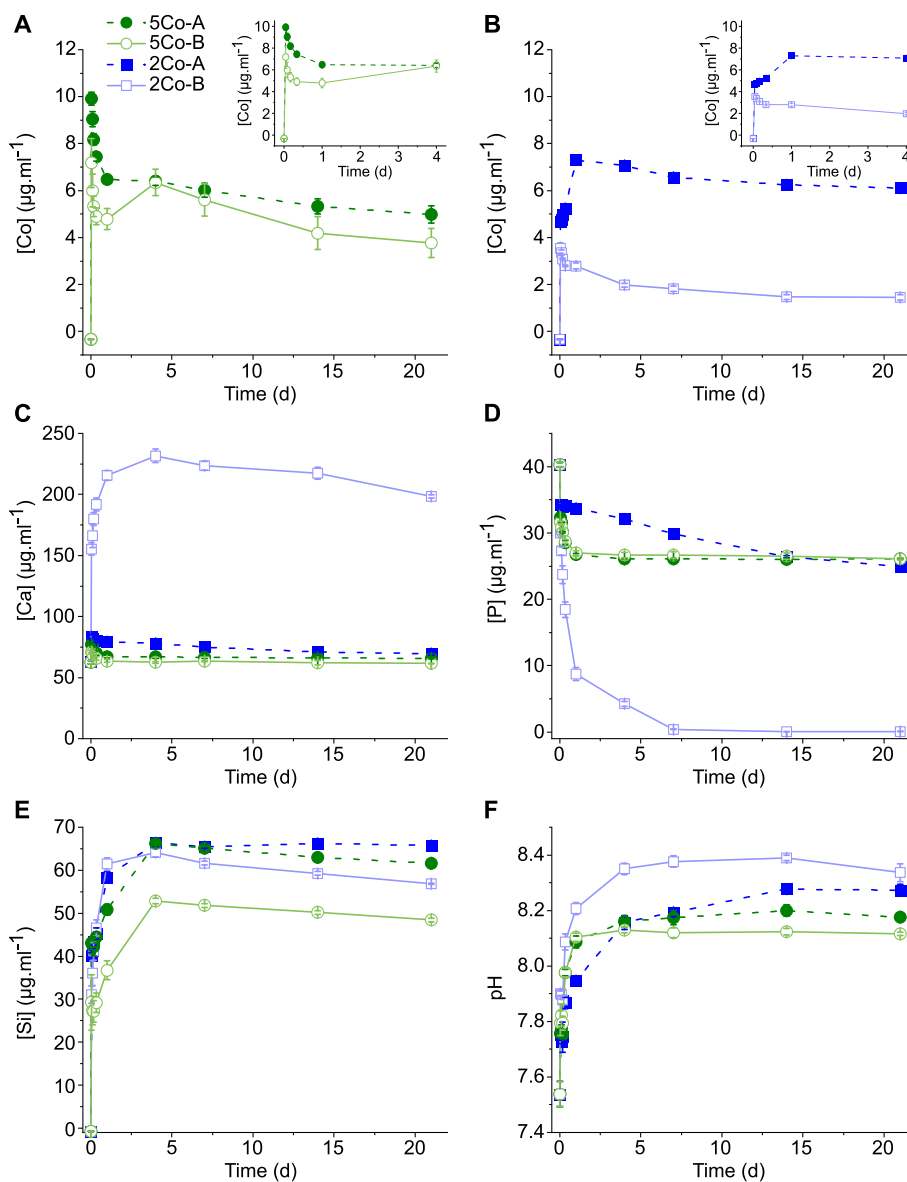 A
5Co-A
5Co-B
2Co-A
2Co-B
12
10
8
6
4
2
0
[Co] (µg.ml⁻¹)
0 5 10 15 20
Time (d)
10
8
6
4
2
0
[Co] (µg.ml⁻¹)
0 1 2 3 4
Time (d)
B
12
10
8
6
4
2
0
[Co] (µg.ml⁻¹)
0 5 10 15 20
Time (d)
10
8
6
4
2
0
[Co] (µg.ml⁻¹)
0 1 2 3 4
Time (d)
C
250
200
150
100
50
0
[Ca] (µg.ml⁻¹)
0 5 10 15 20
Time (d)
D
40
30
20
10
0
[P] (µg.ml⁻¹)
0 5 10 15 20
Time (d)
E
70
60
50
40
30
20
10
0
[Si] (µg.ml⁻¹)
0 5 10 15 20
Time (d)
F
8.4
8.2
8.0
7.8
7.6
7.4
pH
0 5 10 15 20
Time (d)